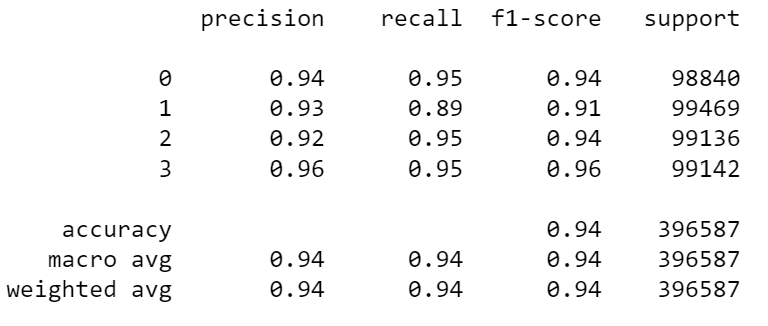 precision recall f1-score support
0 0.94 0.95 0.94 98840
1 0.93 0.89 0.91 99469
2 0.92 0.95 0.94 99136
3 0.96 0.95 0.96 99142
accuracy 0.94 396587
macro avg 0.94 0.94 0.94 396587
weighted avg 0.94 0.94 0.94 396587